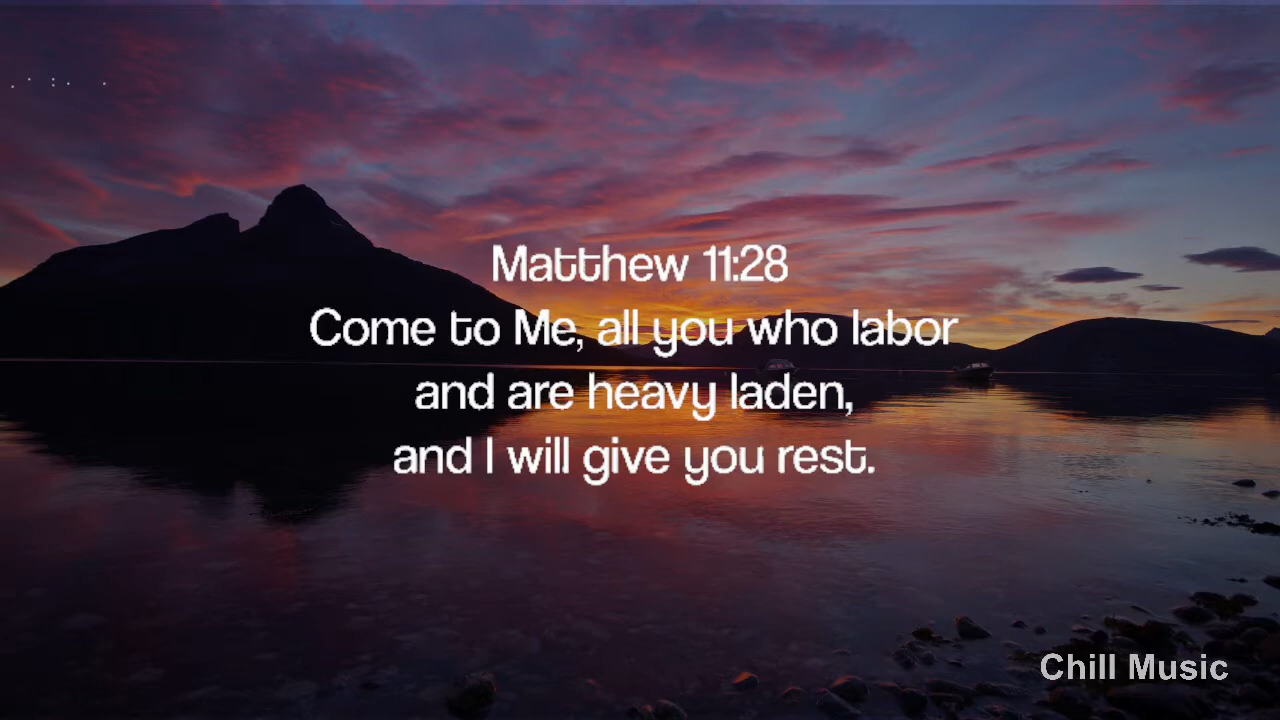 Matthew 11:28
Come to Me, all you who labor
and are heavy laden,
and I will give you rest.
Chill Music